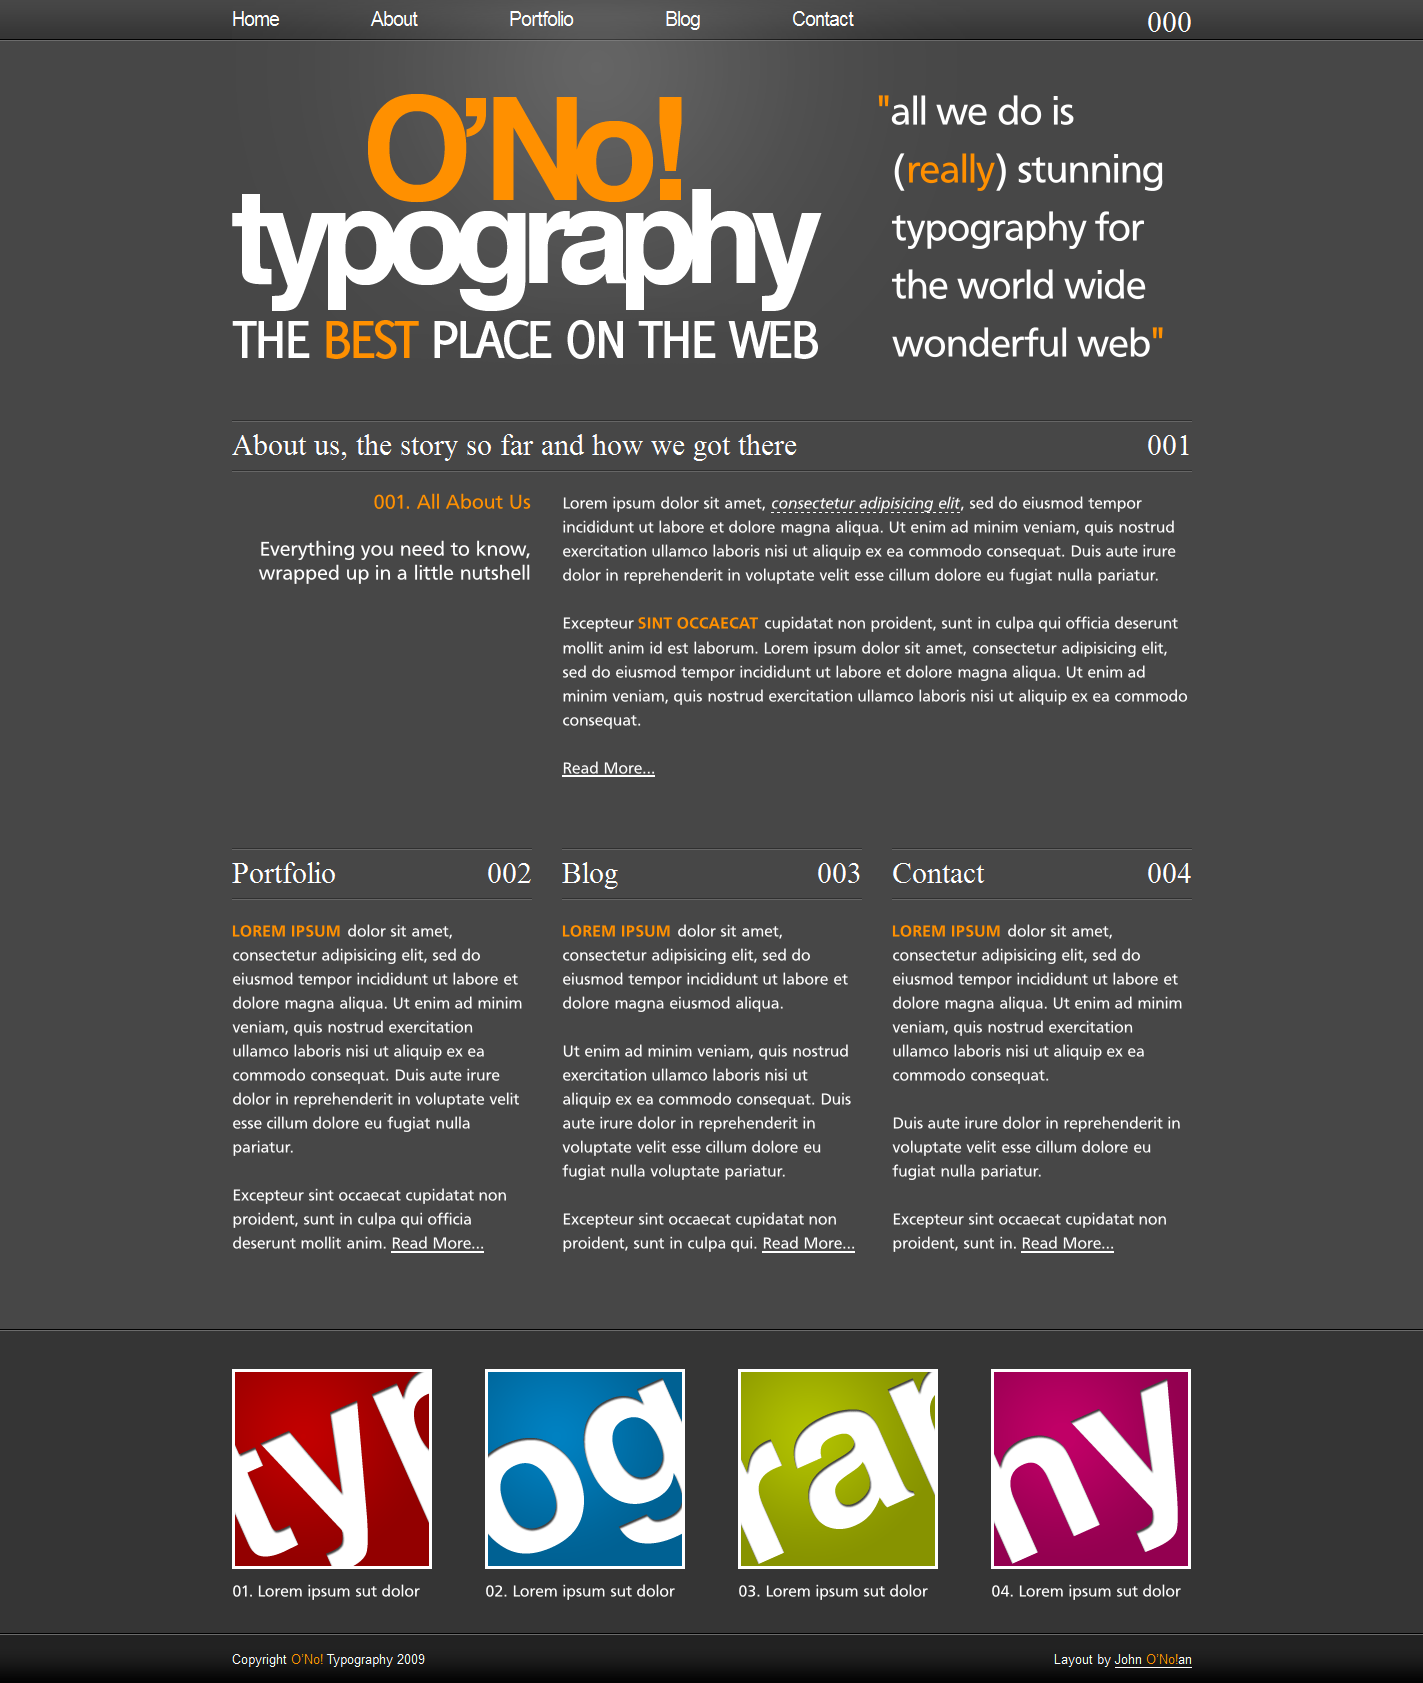 Home About Portfolio Blog Contact 000
O’No!
typography
THE BEST PLACE ON THE WEB
"all we do is
(really) stunning
typography for
the world wide
wonderful web"
About us, the story so far and how we got there 001
001. All About Us
Everything you need to know,
wrapped up in a little nutshell
Lorem ipsum dolor sit amet, consectetur adipisicing elit, sed do eiusmod tempor
incididunt ut labore et dolore magna aliqua. Ut enim ad minim veniam, quis nostrud
exercitation ullamco laboris nisi ut aliquip ex ea commodo consequat. Duis aute irure
dolor in reprehenderit in voluptate velit esse cillum dolore eu fugiat nulla pariatur.
Excepteur SINT OCCAECAT cupidatat non proident, sunt in culpa qui officia deserunt
mollit anim id est laborum. Lorem ipsum dolor sit amet, consectetur adipisicing elit,
sed do eiusmod tempor incididunt ut labore et dolore magna aliqua. Ut enim ad
minim veniam, quis nostrud exercitation ullamco laboris nisi ut aliquip ex ea commodo
consequat.
Read More...
Portfolio 002
LOREM IPSUM dolor sit amet,
consectetur adipisicing elit, sed do
eiusmod tempor incididunt ut labore et
dolore magna aliqua. Ut enim ad minim
veniam, quis nostrud exercitation
ullamco laboris nisi ut aliquip ex ea
commodo consequat. Duis aute irure
dolor in reprehenderit in voluptate velit
esse cillum dolore eu fugiat nulla
pariatur.
Excepteur sint occaecat cupidatat non
proident, sunt in culpa qui officia
deserunt mollit anim. Read More...
Blog 003
LOREM IPSUM dolor sit amet,
consectetur adipisicing elit, sed do
eiusmod tempor incididunt ut labore et
dolore magna eiusmod aliqua.
Ut enim ad minim veniam, quis nostrud
exercitation ullamco laboris nisi ut
aliquip ex ea commodo consequat. Duis
aute irure dolor in reprehenderit in
voluptate velit esse cillum dolore eu
fugiat nulla voluptate pariatur.
Excepteur sint occaecat cupidatat non
proident, sunt in culpa qui. Read More...
Contact 004
LOREM IPSUM dolor sit amet,
consectetur adipisicing elit, sed do
eiusmod tempor incididunt ut labore et
dolore magna aliqua. Ut enim ad minim
veniam, quis nostrud exercitation
ullamco laboris nisi ut aliquip ex ea
commodo consequat.
Duis aute irure dolor in reprehenderit in
voluptate velit esse cillum dolore eu
fugiat nulla pariatur.
Excepteur sint occaecat cupidatat non
proident, sunt in. Read More...
typ
og
rap
hy
01. Lorem ipsum sut dolor
02. Lorem ipsum sut dolor
03. Lorem ipsum sut dolor
04. Lorem ipsum sut dolor
Copyright O’No! Typography 2009
Layout by John O’No!an